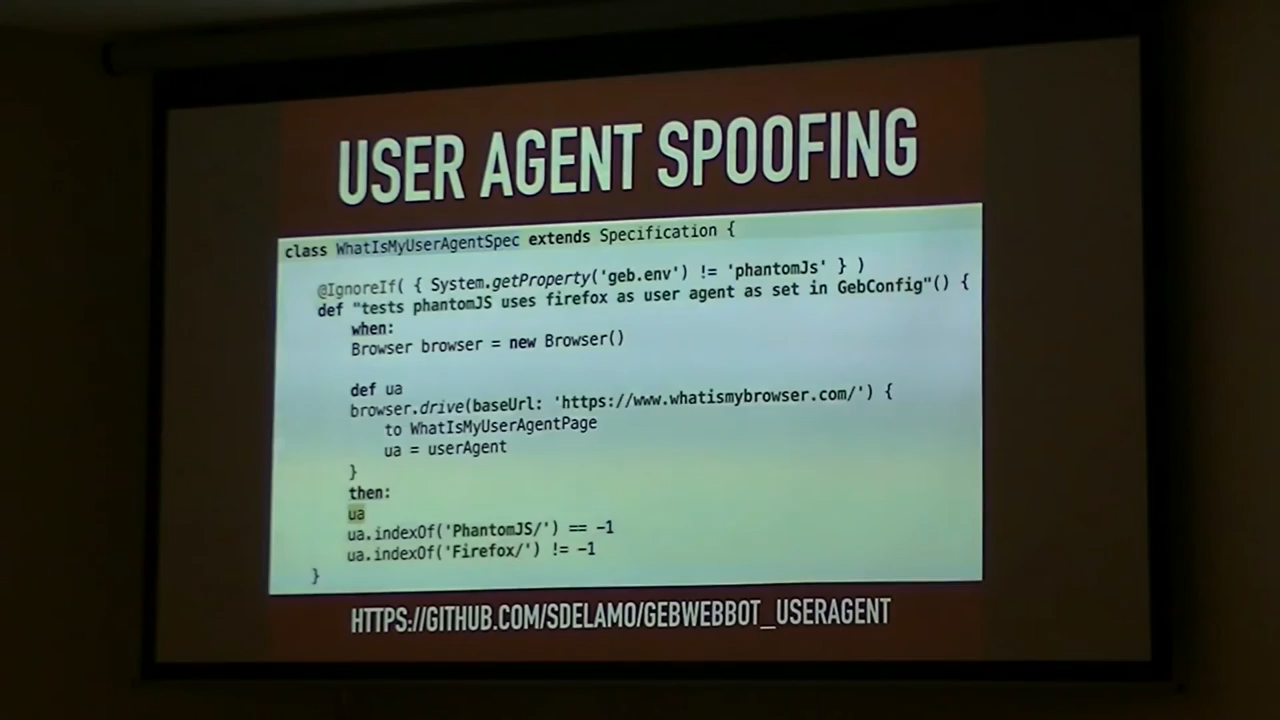 USER AGENT SPOOFING
class WhatIsMyUserAgentSpec extends Specification {
@IgnoreIf( { System.getProperty('geb.env') != 'phantomJs' } )
def "tests phantomJS uses firefox as user agent as set in GebConfig"() {
when:
Browser browser = new Browser()
def ua
browser.drive(baseUrl: 'https://www.whatismybrowser.com/') {
to WhatIsMyUserAgentPage
ua = userAgent
}
then:
ua
ua.indexOf('PhantomJS/') == -1
ua.indexOf('Firefox/') != -1
}
HTTPS://GITHUB.COM/SDELAMO/GEBWEBBOT_USERAGENT